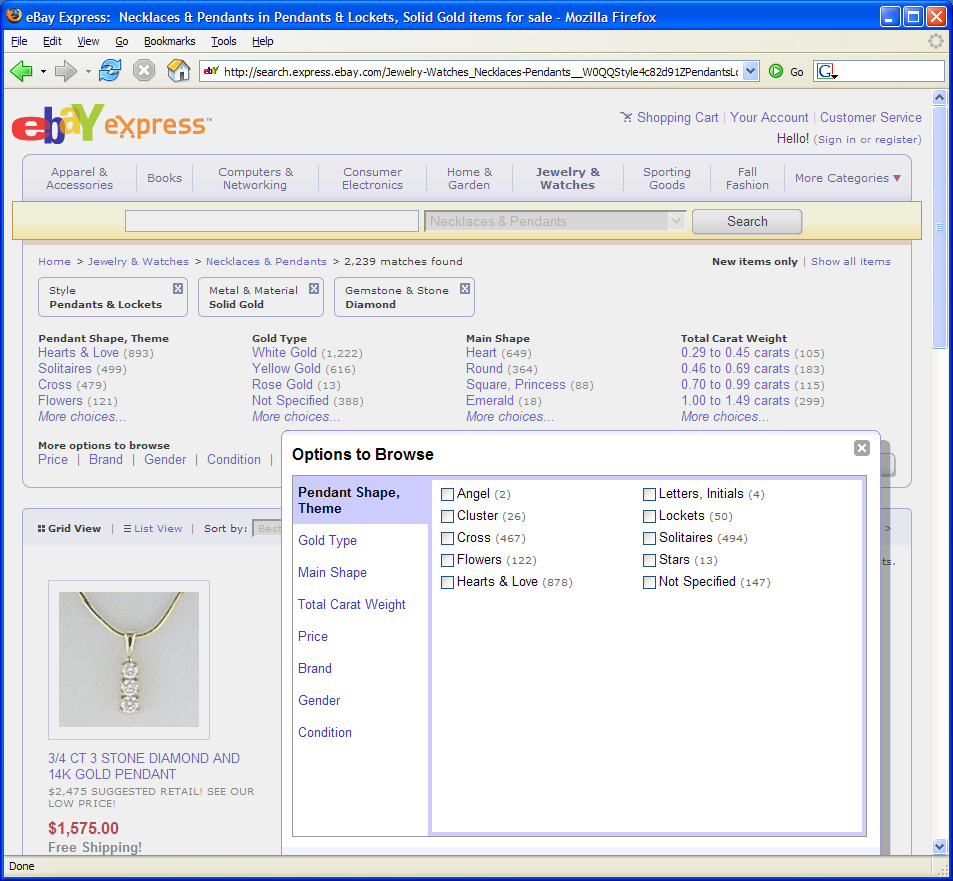 eBay Express: Necklaces & Pendants in Pendants & Lockets, Solid Gold items for sale - Mozilla Firefox
File Edit View Go Bookmarks Tools Help
http://search.express.ebay.com/Jewelry-Watches_Necklaces-Pendants__W0QQStyle4c82d91ZPendantsLo Go G
ebay express™
Shopping Cart | Your Account | Customer Service
Hello! (Sign in or register)
Apparel & Accessories
Books
Computers & Networking
Consumer Electronics
Home & Garden
Jewelry & Watches
Sporting Goods
Fall Fashion
More Categories
Necklaces & Pendants Search
Home > Jewelry & Watches > Necklaces & Pendants > 2,239 matches found New items only | Show all items
Style
Pendants & Lockets
Metal & Material
Solid Gold
Gemstone & Stone
Diamond
Pendant Shape, Theme
Hearts & Love (893)
Solitaires (499)
Cross (479)
Flowers (121)
More choices...
Gold Type
White Gold (1,222)
Yellow Gold (616)
Rose Gold (13)
Not Specified (388)
More choices...
Main Shape
Heart (649)
Round (364)
Square, Princess (88)
Emerald (18)
More choices...
Total Carat Weight
0.29 to 0.45 carats (105)
0.46 to 0.69 carats (183)
0.70 to 0.99 carats (115)
1.00 to 1.49 carats (299)
More choices...
More options to browse
Price | Brand | Gender | Condition |
Options to Browse
Pendant Shape,
Theme
Gold Type
Main Shape
Total Carat Weight
Price
Brand
Gender
Condition
Angel (2)
Cluster (26)
Cross (467)
Flowers (122)
Hearts & Love (878)
Letters, Initials (4)
Lockets (50)
Solitaires (494)
Stars (13)
Not Specified (147)
Grid View | List View | Sort by: Best >
ts.
3/4 CT 3 STONE DIAMOND AND
14K GOLD PENDANT
$2,475 SUGGESTED RETAIL! SEE OUR
LOW PRICE!
$1,575.00
Free Shipping!
Done